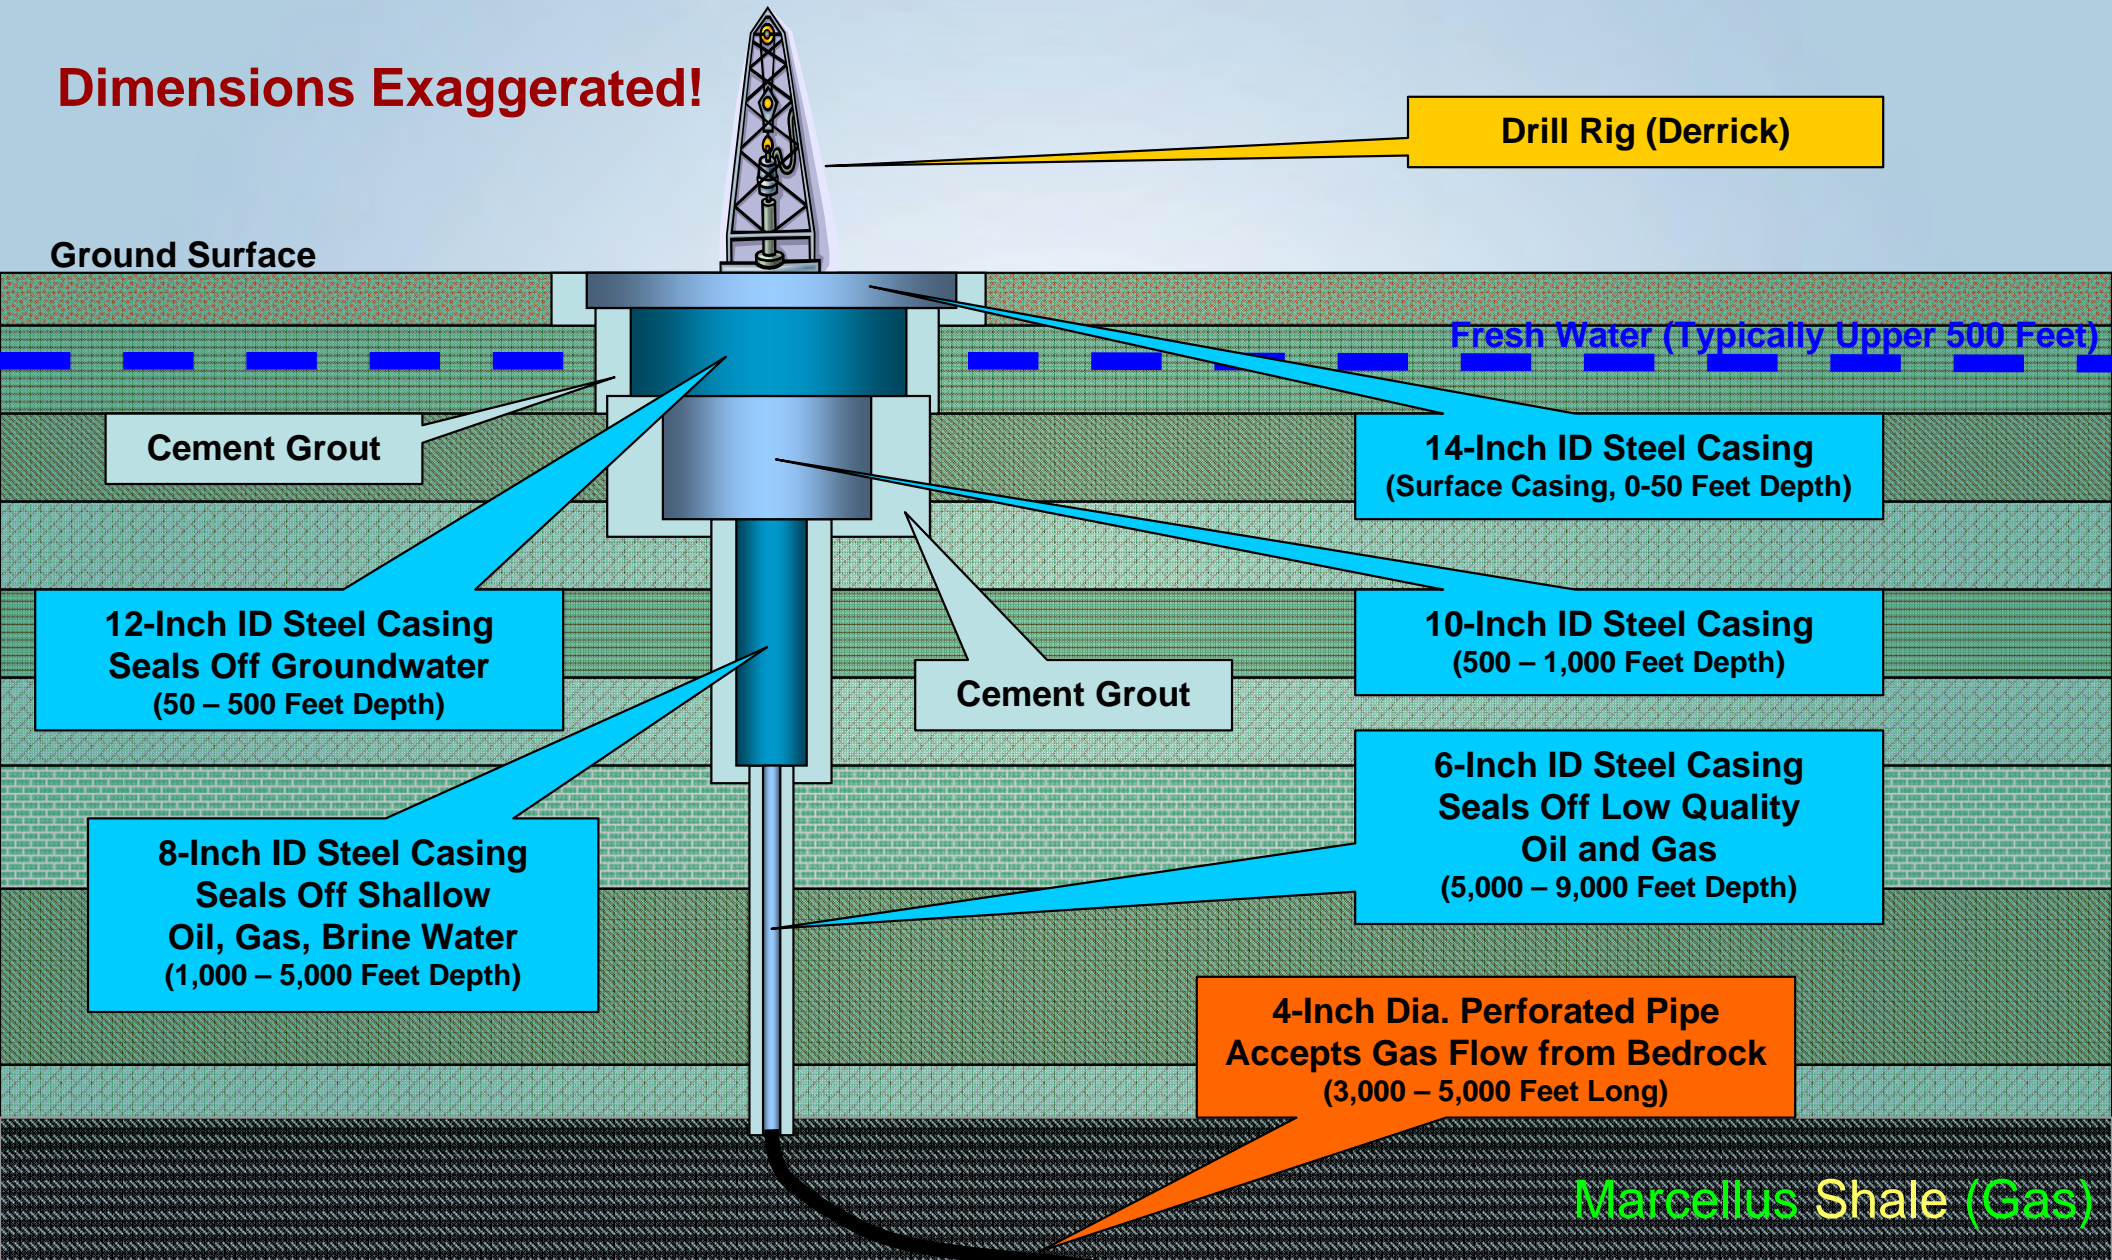 Dimensions Exaggerated!
Drill Rig (Derrick)
Ground Surface
Fresh Water (Typically Upper 500 Feet)
Cement Grout
14-Inch ID Steel Casing
(Surface Casing, 0-50 Feet Depth)
12-Inch ID Steel Casing
Seals Off Groundwater
(50 – 500 Feet Depth)
10-Inch ID Steel Casing
(500 – 1,000 Feet Depth)
Cement Grout
6-Inch ID Steel Casing
Seals Off Low Quality
Oil and Gas
(5,000 – 9,000 Feet Depth)
8-Inch ID Steel Casing
Seals Off Shallow
Oil, Gas, Brine Water
(1,000 – 5,000 Feet Depth)
4-Inch Dia. Perforated Pipe
Accepts Gas Flow from Bedrock
(3,000 – 5,000 Feet Long)
Marcellus Shale (Gas)